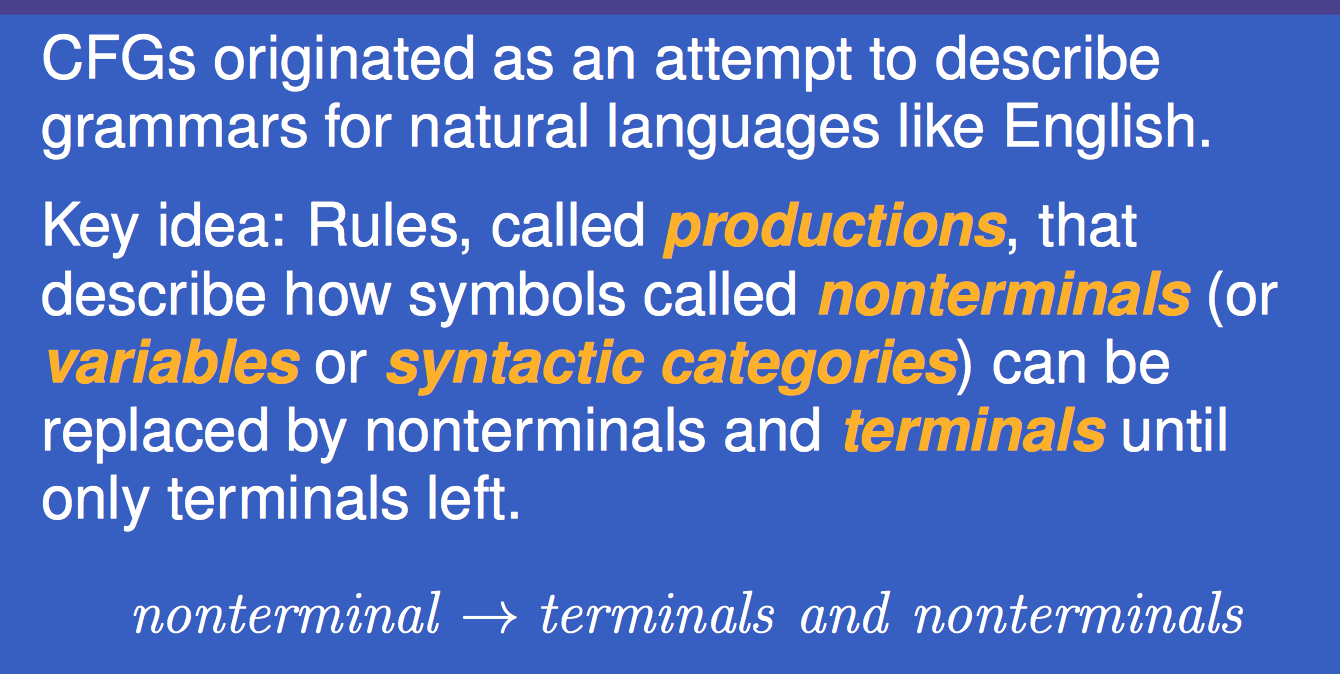 CFGs originated as an attempt to describe
grammars for natural languages like English.
Key idea: Rules, called productions, that
describe how symbols called nonterminals (or
variables or syntactic categories) can be
replaced by nonterminals and terminals until
only terminals left.
nonterminal → terminals and nonterminals